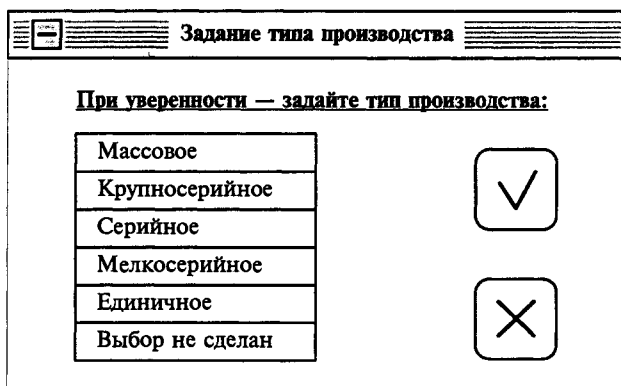 Задание типа производства
При уверенности — задайте тип производства:
Массовое
Крупносерийное
Серийное
Мелкосерийное
Единичное
Выбор не сделан